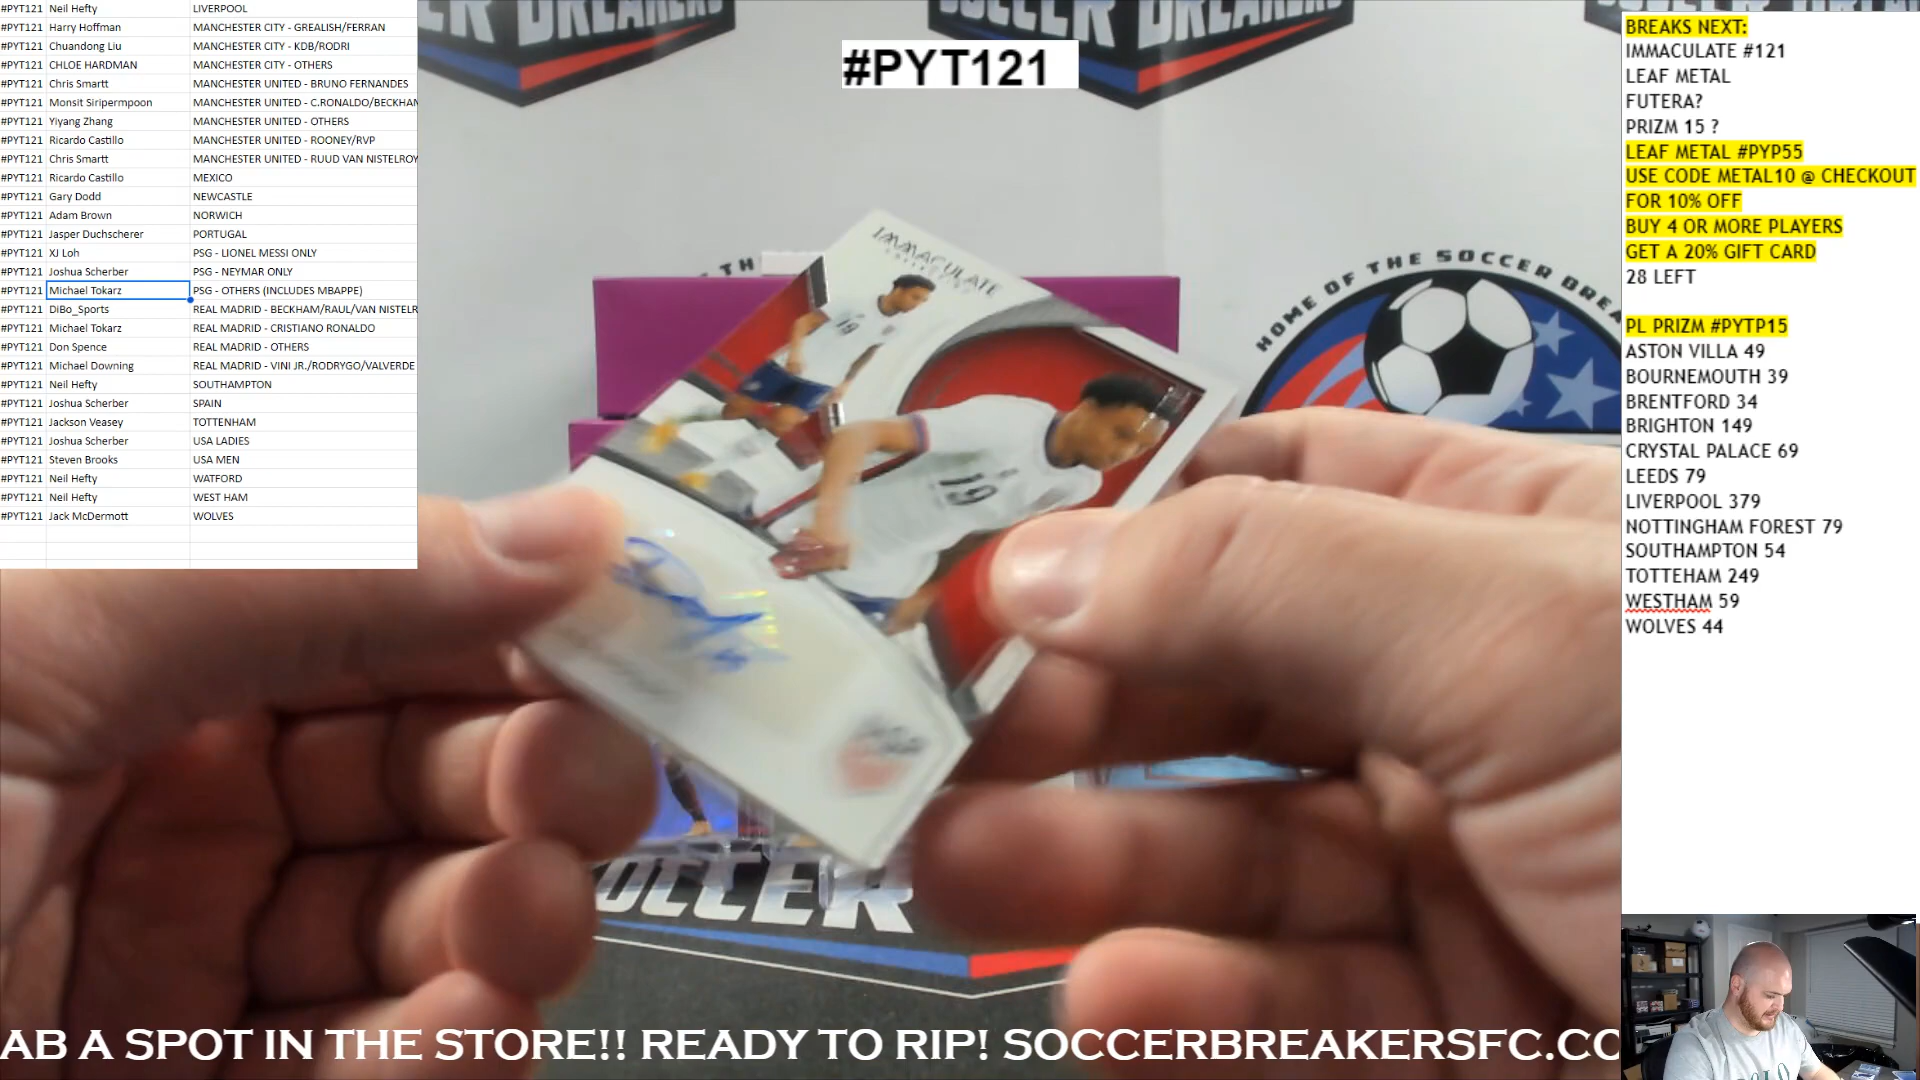 #PYT121 Neil Hefty LIVERPOOL
#PYT121 Harry Hoffman MANCHESTER CITY - GREALISH/FERRAN
#PYT121 Chuandong Liu MANCHESTER CITY - KDB/RODRI
#PYT121 CHLOE HARDMAN MANCHESTER CITY - OTHERS
#PYT121 Chris Smartt MANCHESTER UNITED - BRUNO FERNANDES
#PYT121 Monsit Siripermpoon MANCHESTER UNITED - C.RONALDO/BECKHAM
#PYT121 Yiyang Zhang MANCHESTER UNITED - OTHERS
#PYT121 Ricardo Castillo MANCHESTER UNITED - ROONEY/RVP
#PYT121 Chris Smartt MANCHESTER UNITED - RUUD VAN NISTELROY
#PYT121 Ricardo Castillo MEXICO
#PYT121 Gary Dodd NEWCASTLE
#PYT121 Adam Brown NORWICH
#PYT121 Jasper Duchscherer PORTUGAL
#PYT121 XJ Loh PSG - LIONEL MESSI ONLY
#PYT121 Joshua Scherber PSG - NEYMAR ONLY
#PYT121 Michael Tokarz PSG - OTHERS (INCLUDES MBAPPE)
#PYT121 DiBo_Sports REAL MADRID - BECKHAM/RAUL/VAN NISTELR
#PYT121 Michael Tokarz REAL MADRID - CRISTIANO RONALDO
#PYT121 Don Spence REAL MADRID - OTHERS
#PYT121 Michael Downing REAL MADRID - VINI JR./RODRYGO/VALVERDE
#PYT121 Neil Hefty SOUTHAMPTON
#PYT121 Joshua Scherber SPAIN
#PYT121 Jackson Veasey TOTTENHAM
#PYT121 Joshua Scherber USA LADIES
#PYT121 Steven Brooks USA MEN
#PYT121 Neil Hefty WATFORD
#PYT121 Neil Hefty WEST HAM
#PYT121 Jack McDermott WOLVES
SOCCER BREAKERS
#PYT121
IMMACULATE
COLLECTION
19
19
TH
HOME OF THE SOCCER BREA
SOCCER
BREAKS NEXT:
IMMACULATE #121
LEAF METAL
FUTERA?
PRIZM 15 ?
LEAF METAL #PYP55
USE CODE METAL10 @ CHECKOUT
FOR 10% OFF
BUY 4 OR MORE PLAYERS
GET A 20% GIFT CARD
28 LEFT
PL PRIZM #PYTP15
ASTON VILLA 49
BOURNEMOUTH 39
BRENTFORD 34
BRIGHTON 149
CRYSTAL PALACE 69
LEEDS 79
LIVERPOOL 379
NOTTINGHAM FOREST 79
SOUTHAMPTON 54
TOTTEHAM 249
WESTHAM 59
WOLVES 44
AB A SPOT IN THE STORE!! READY TO RIP! SOCCERBREAKERSFC.CO